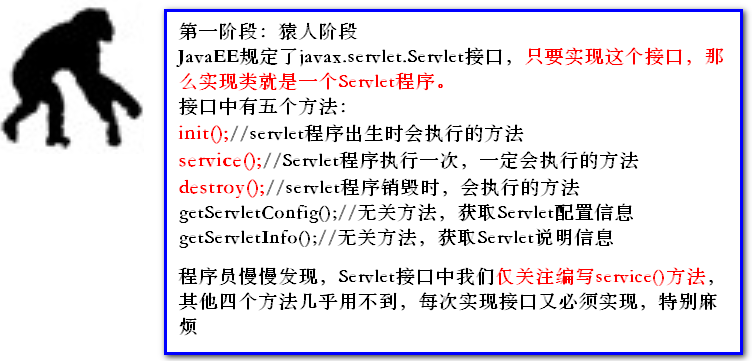 第一阶段：猿人阶段
JavaEE规定了javax.servlet.Servlet接口，只要实现这个接口，那
么实现类就是一个Servlet程序。
接口中有五个方法：
init();//servlet程序出生时会执行的方法
service();//Servlet程序执行一次，一定会执行的方法
destroy();//servlet程序销毁时，会执行的方法
getServletConfig();//无关方法，获取Servlet配置信息
getServletInfo();//无关方法，获取Servlet说明信息
程序员慢慢发现，Servlet接口中我们仅关注编写service()方法，
其他四个方法几乎用不到，每次实现接口又必须实现，特别麻
烦